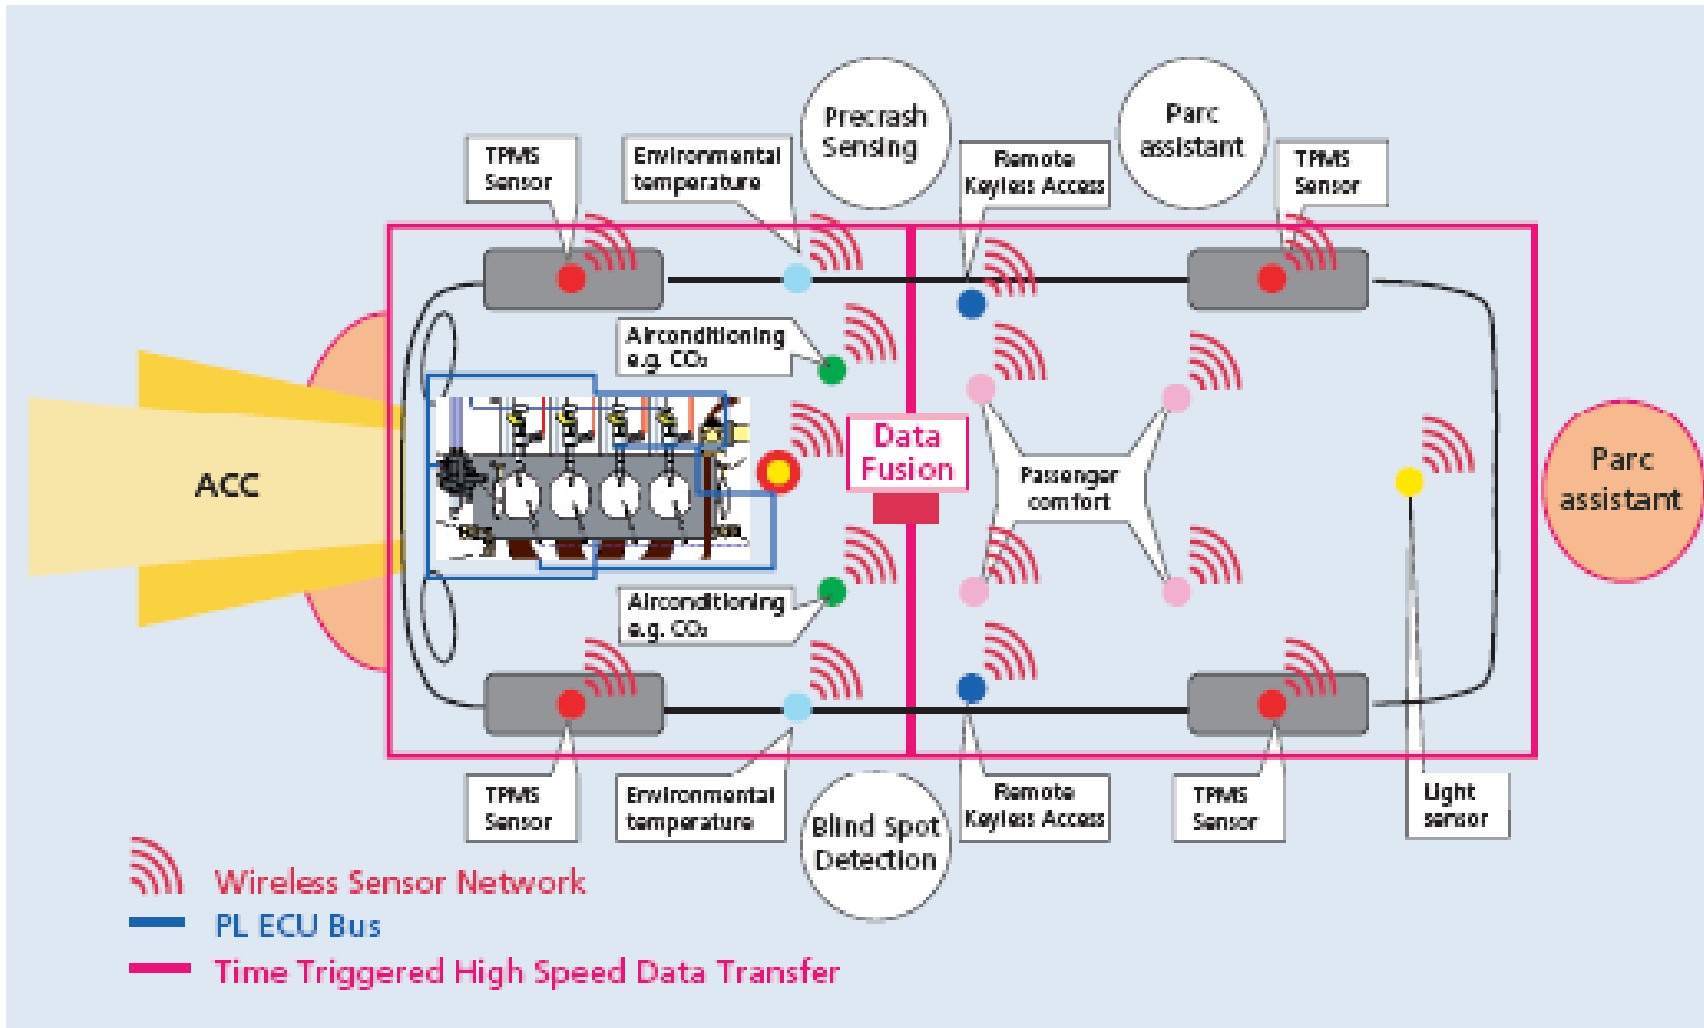 Precrash
Sensing
Parc
assistant
TPMS
Sensor
Environmental
temperature
Remote
Keyless Access
TPMS
Sensor
Airconditioning
e.g. CO₂
ACC
Data
Fusion
Passenger
comfort
Parc
assistant
Airconditioning
e.g. CO₂
TPMS
Sensor
Environmental
temperature
Blind Spot
Detection
Remote
Keyless Access
TPMS
Sensor
Light
sensor
Wireless Sensor Network
PL ECU Bus
Time Triggered High Speed Data Transfer